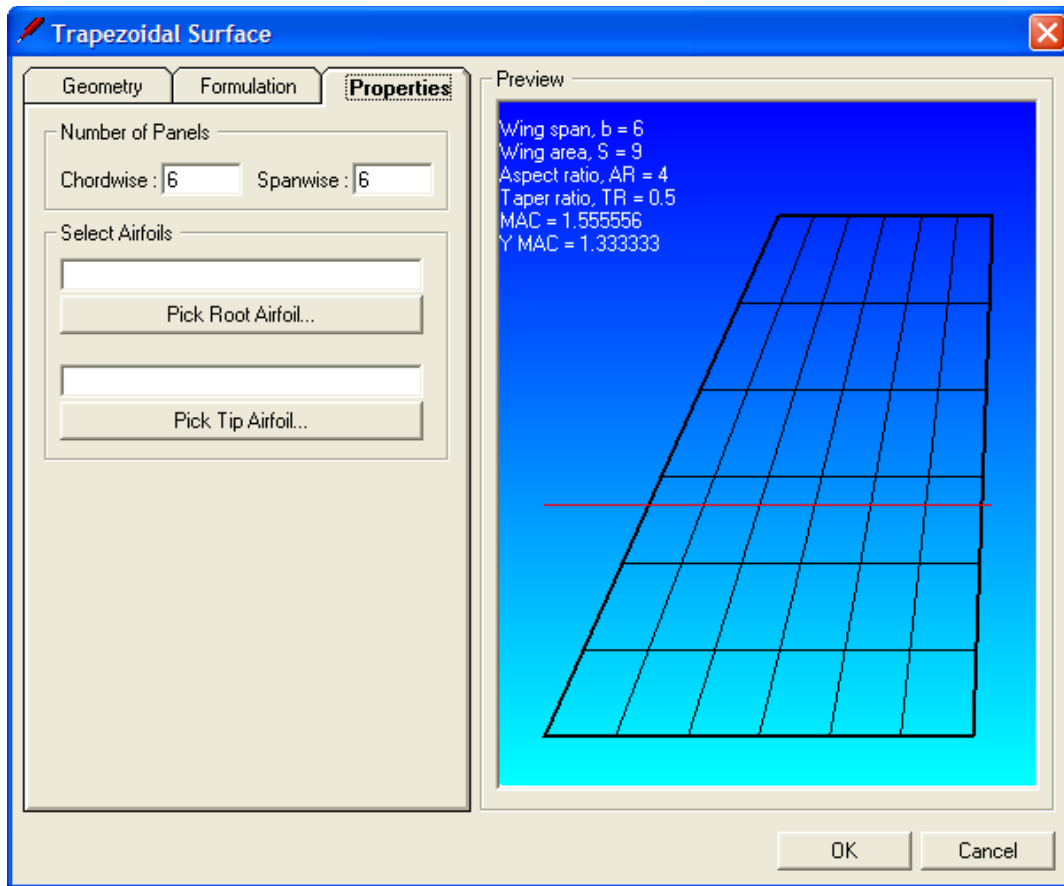 Trapezoidal Surface
Geometry Formulation Properties
Number of Panels
Chordwise : 6 Spanwise : 6
Select Airfoils
Pick Root Airfoil...
Pick Tip Airfoil...
Preview
Wing span, b = 6
Wing area, S = 9
Aspect ratio, AR = 4
Taper ratio, TR = 0.5
MAC = 1.555556
Y MAC = 1.333333
OK Cancel